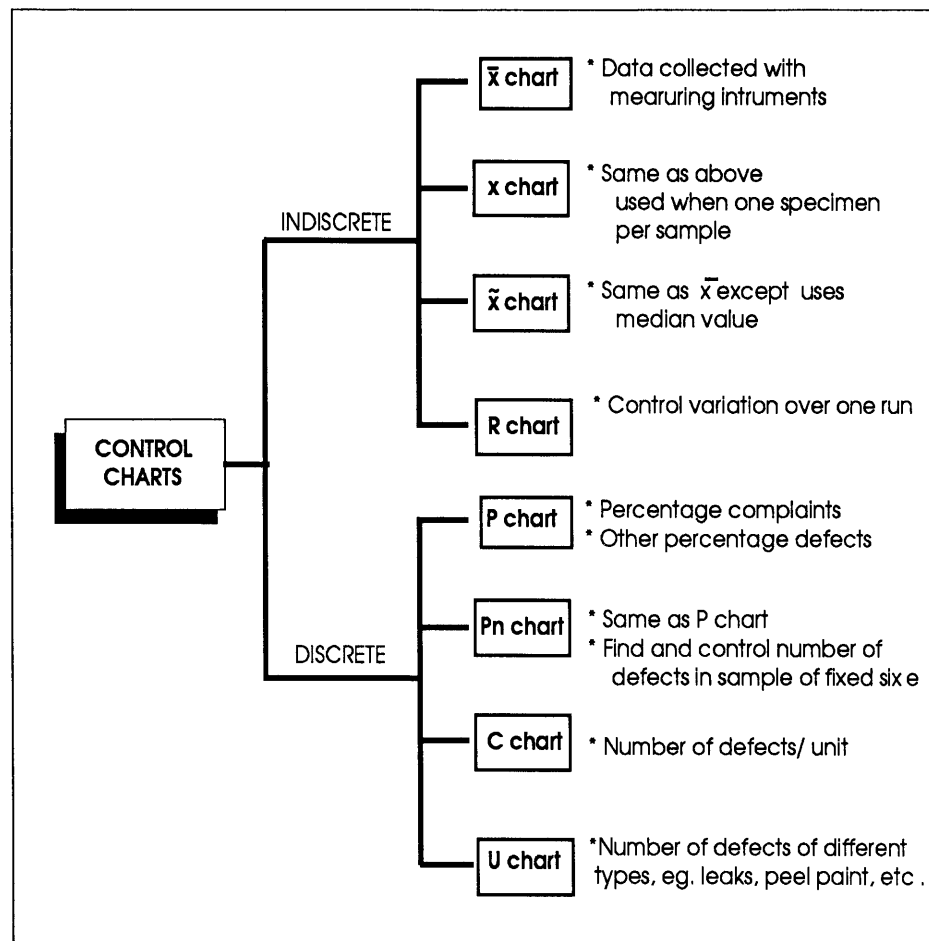 x̄ chart
* Data collected with
mearuring intruments
x chart
* Same as above
used when one specimen
per sample
INDISCRETE
x̃ chart
* Same as x̄ except uses
median value
R chart
* Control variation over one run
CONTROL
CHARTS
P chart
* Percentage complaints
* Other percentage defects
Pn chart
* Same as P chart
* Find and control number of
defects in sample of fixed six e
DISCRETE
C chart
* Number of defects/ unit
U chart
*Number of defects of different
types, eg. leaks, peel paint, etc .